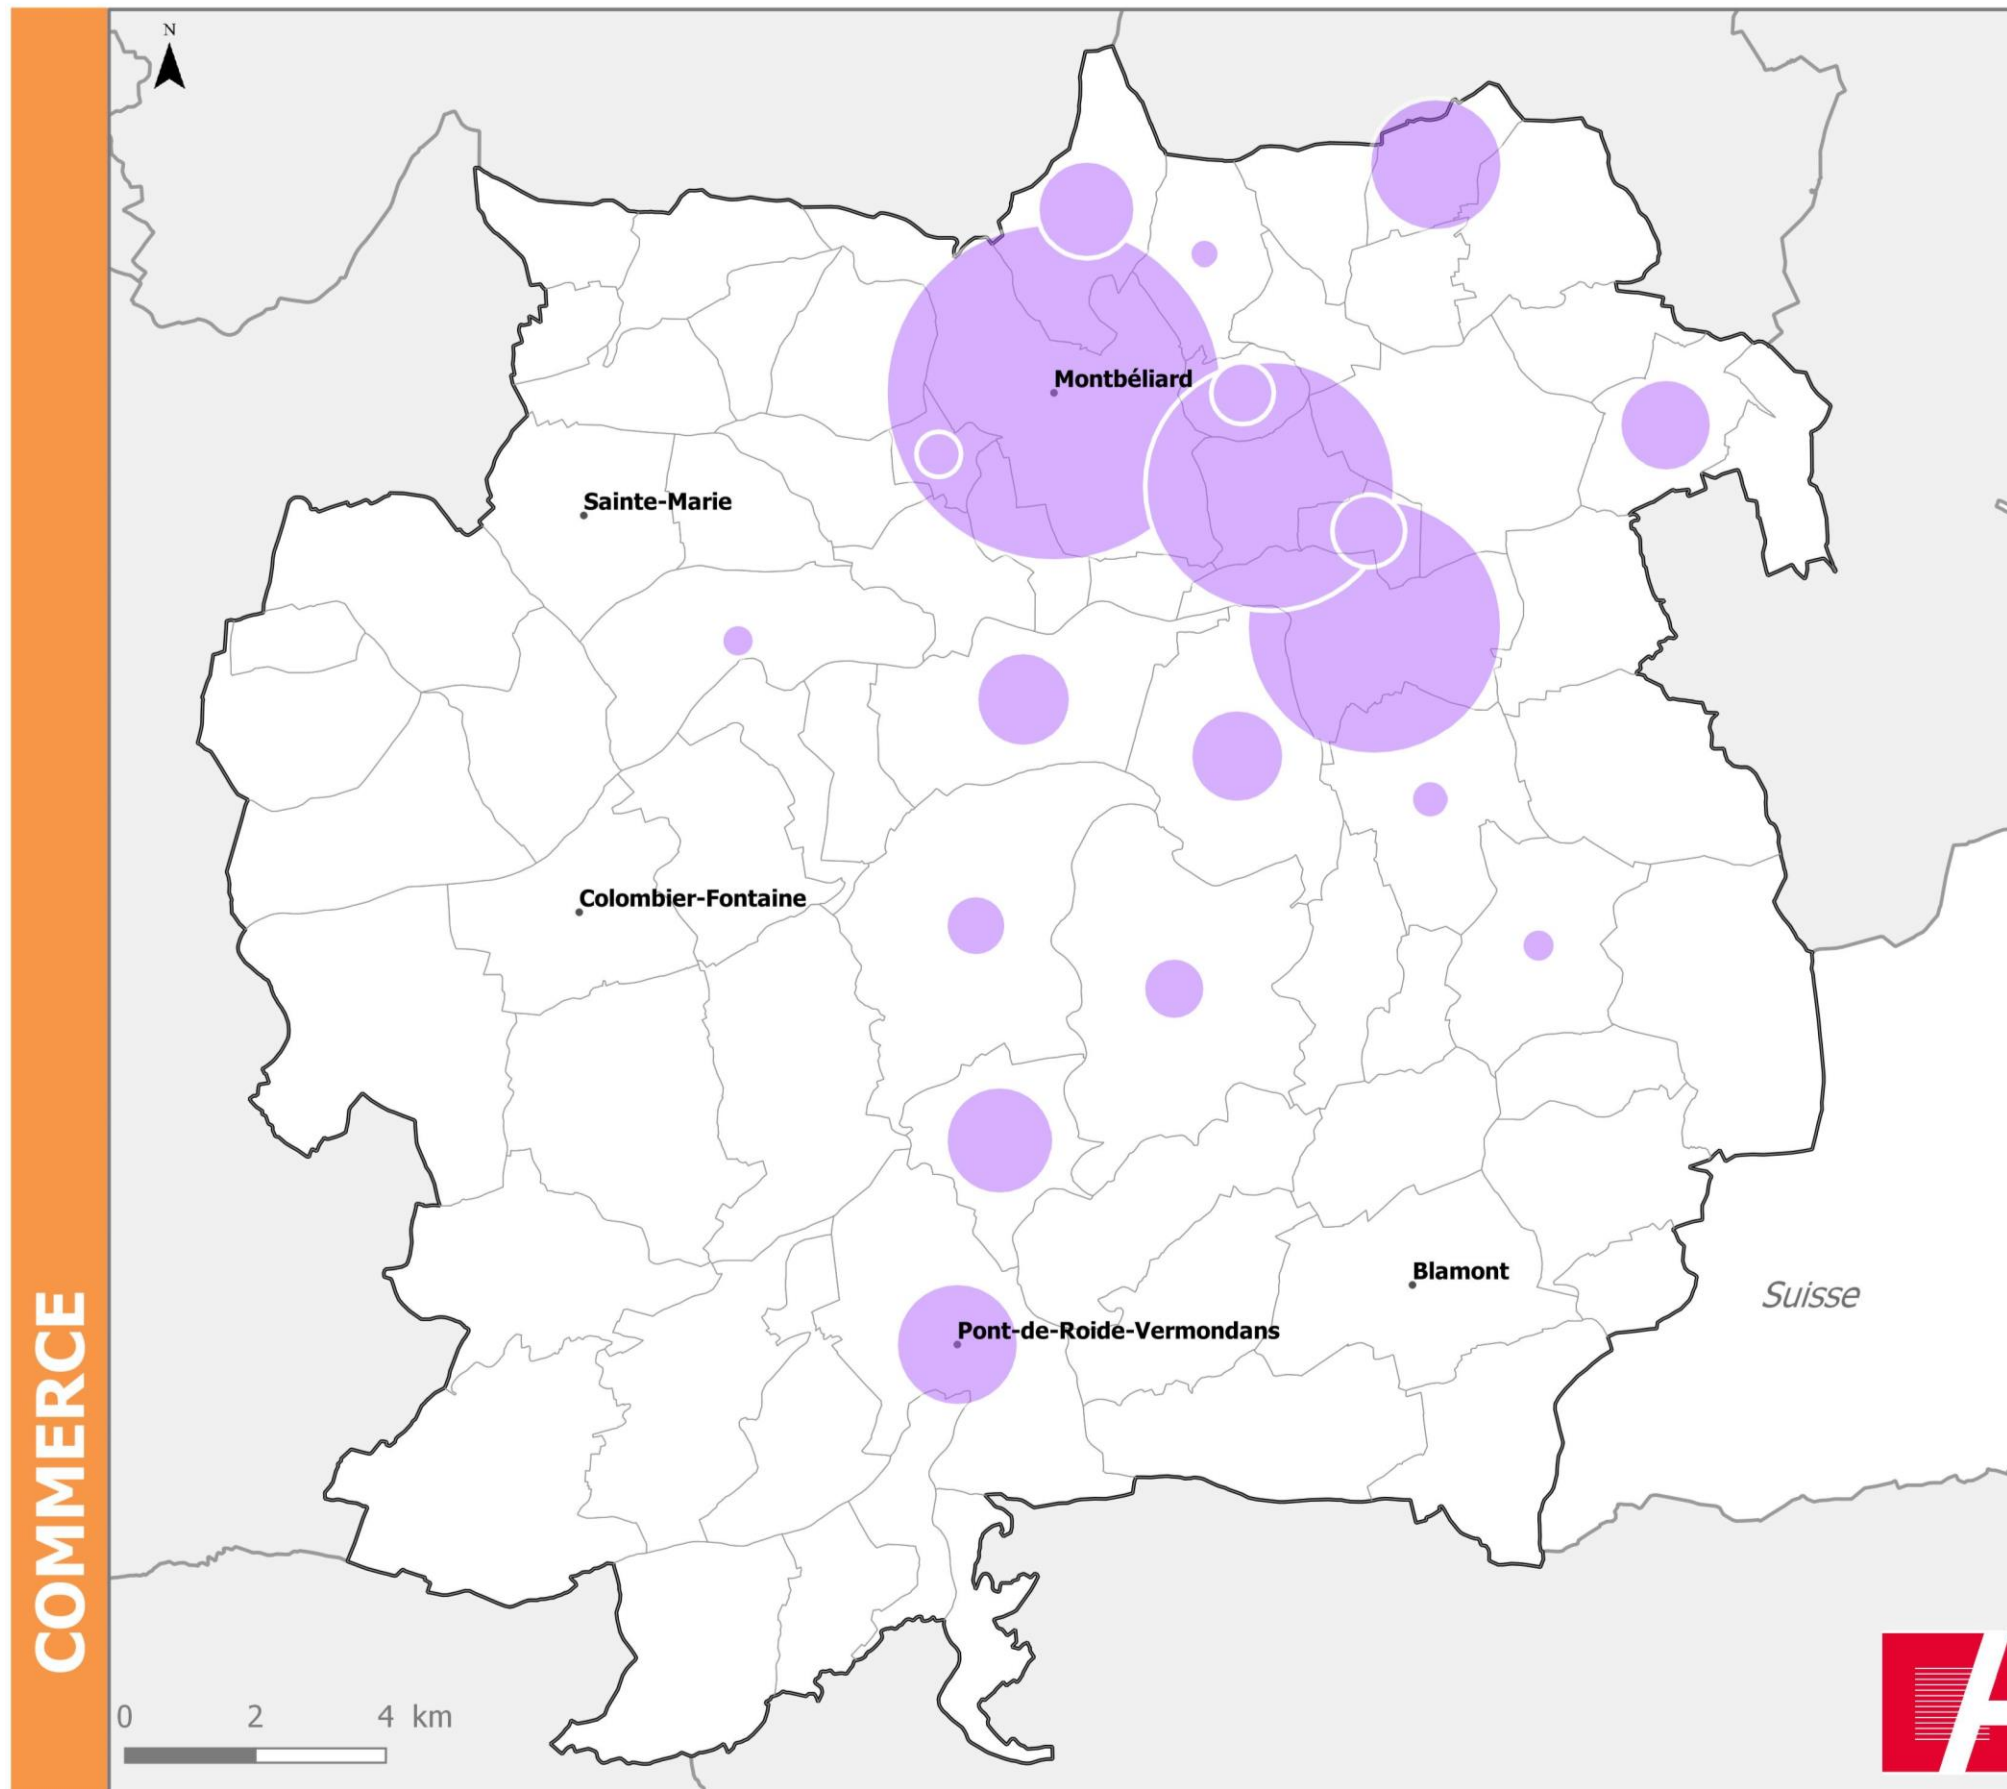 N
COMMERCE
Montbéliard
Sainte-Marie
Colombier-Fontaine
Blamont
Suisse
Pont-de-Roide-Vermondans
0 2 4 km
A